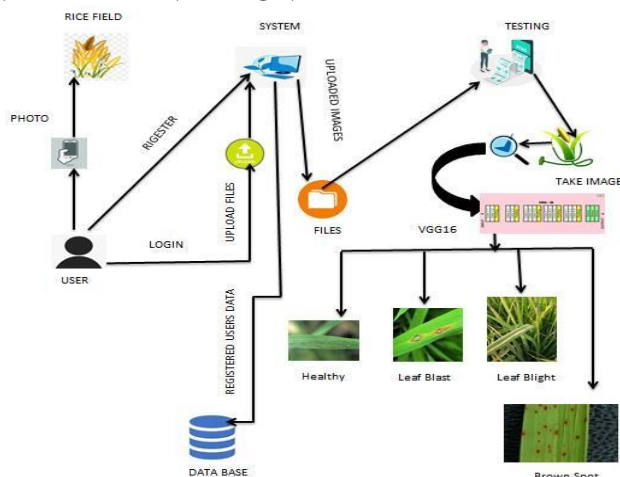 RICE FIELD
SYSTEM
TESTING
PHOTO
RIGESTER
UPLOADED IMAGES
UPLOAD FILES
TAKE IMAGE
FILES
VGG16
LOGIN
USER
REGISTERED USERS DATA
Healthy
Leaf Blast
Leaf Blight
DATA BASE
Brown Spot